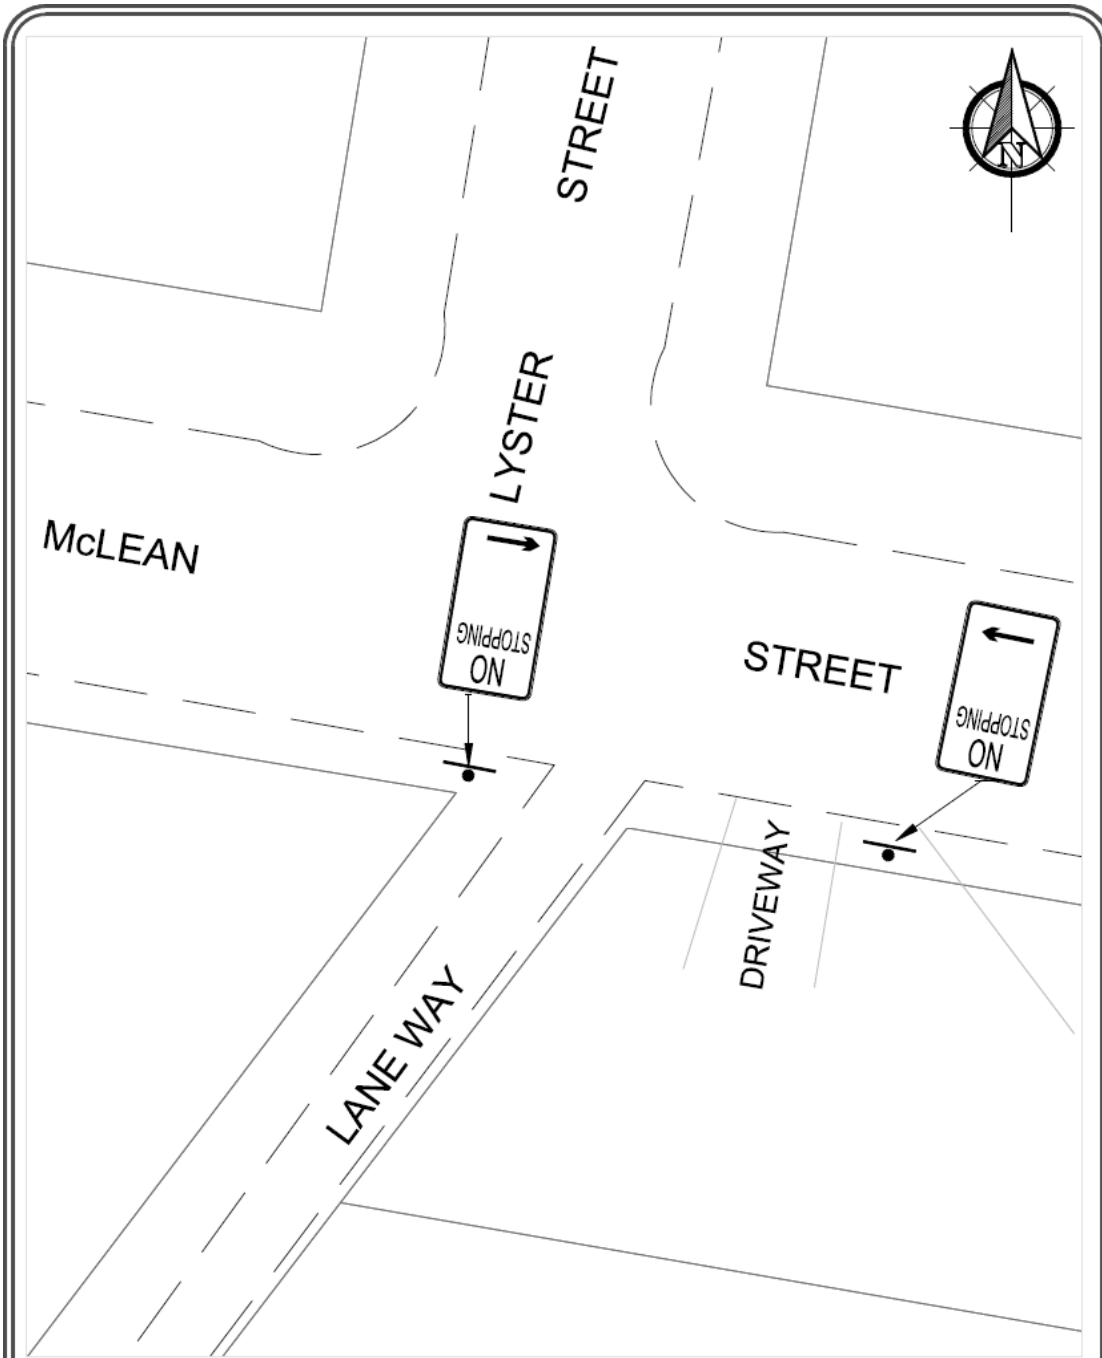 STREET
N
LYSTER
McLEAN
NO
STOPPING
STREET
NO
STOPPING
DRIVEWAY
LANE WAY